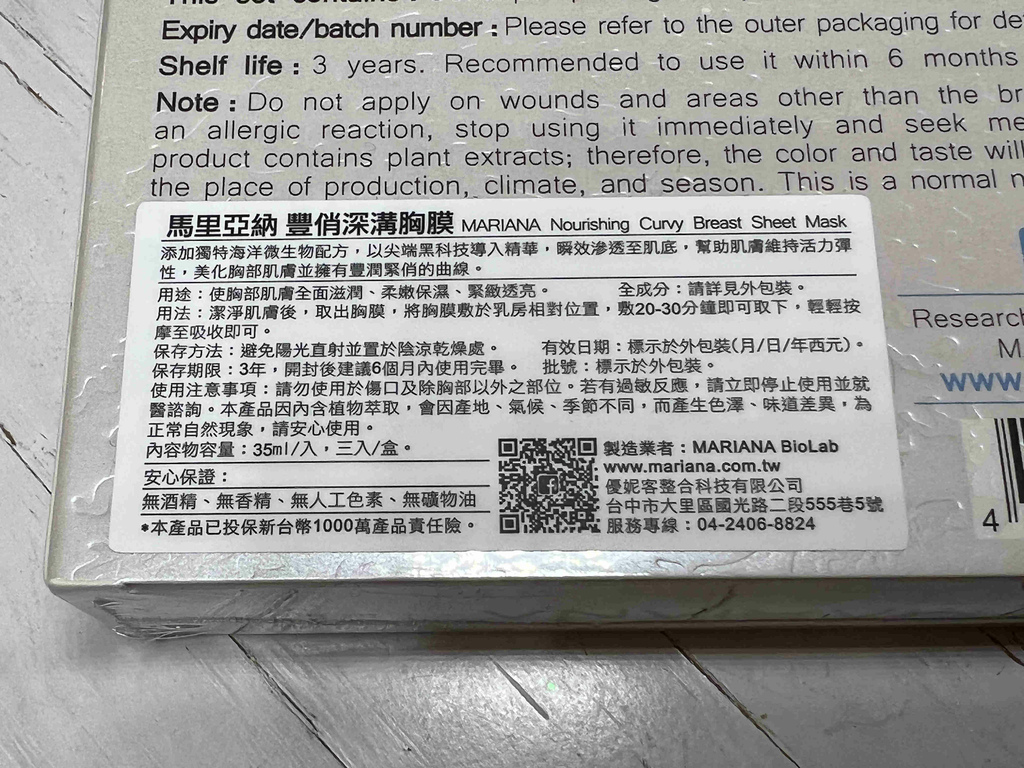 Expiry date/batch number : Please refer to the outer packaging for
Shelf life : 3 years. Recommended to use it within 6 months
Note : Do not apply on wounds and areas other than the
an allergic reaction, stop using it immediately and seek
product contains plant extracts; therefore, the color and taste
the place of production, climate, and season. This is a normal
馬里亞納 豐俏深溝胸膜 MARIANA Nourishing Curvy Breast Sheet Mask
添加獨特海洋微生物配方，以尖端黑科技導入精華，瞬效滲透至肌底，幫助肌膚維持活力彈
性，美化胸部肌膚並擁有豐潤緊俏的曲線。
用途：使胸部肌膚全面滋潤、柔嫩保濕、緊緻透亮。 全成分：請詳見外包裝。
用法：潔淨肌膚後，取出胸膜，將胸膜敷於乳房相對位置，敷20-30分鐘即可取下，輕輕按
摩至吸收即可。
保存方法：避免陽光直射並置於陰涼乾燥處。 有效日期：標示於外包裝(月/日/年西元)。
保存期限：3年，開封後建議6個月內使用完畢。 批號：標示於外包裝。
使用注意事項：請勿使用於傷口及除胸部以外之部位。若有過敏反應，請立即停止使用並就
醫諮詢。本產品因內含植物萃取，會因產地、氣候、季節不同，而產生色澤、味道差異，為
正常自然現象，請安心使用。
內容物容量：35ml/入，三入/盒。
安心保證：
無酒精、無香精、無人工色素、無礦物油
*本產品已投保新台幣1000萬產品責任險。
製造業者：MARIANA BioLab
www.mariana.com.tw
優妮客整合科技有限公司
台中市大里區國光路二段555巷5號
服務專線：04-2406-8824
Research
www.
4